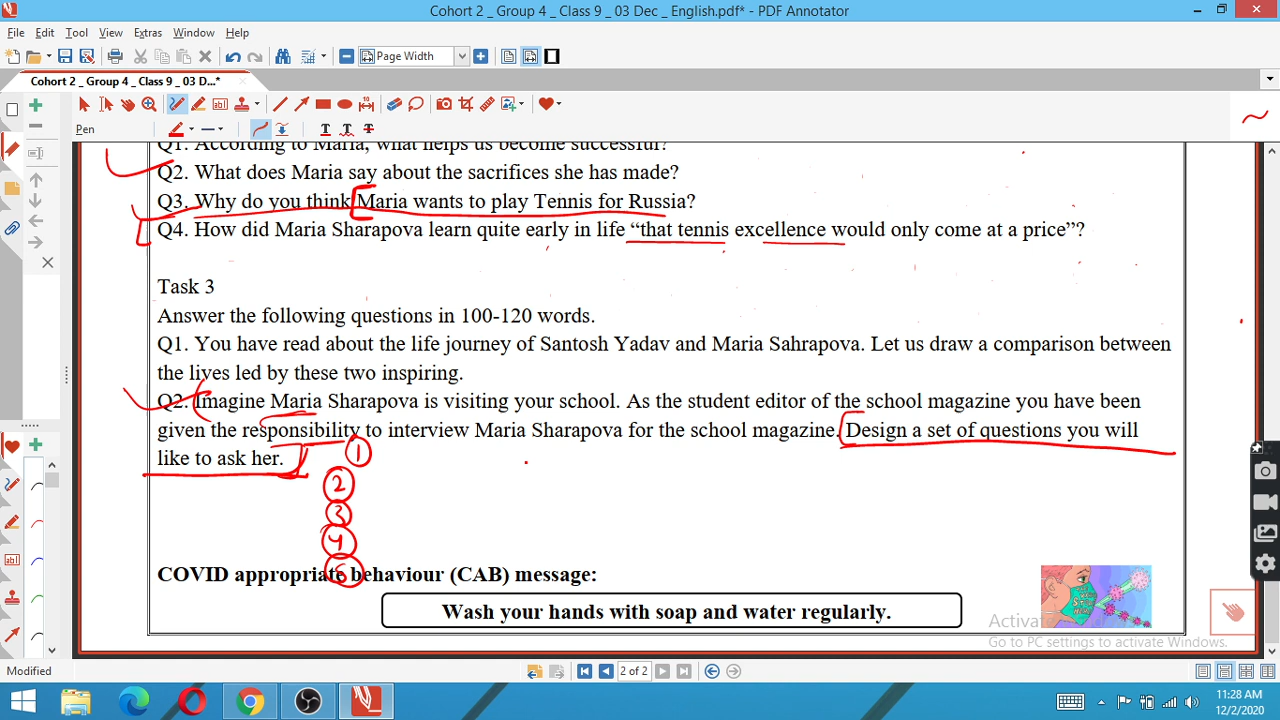 Cohort 2 _ Group 4 _ Class 9 _ 03 Dec _ English.pdf* - PDF Annotator
File Edit Tool View Extras Window Help
Page Width
Cohort 2 _ Group 4 _ Class 9 _ 03 D...*
Pen
Q1. According to Maria, what helps us become successful?
Q2. What does Maria say about the sacrifices she has made?
Q3. Why do you think Maria wants to play Tennis for Russia?
Q4. How did Maria Sharapova learn quite early in life “that tennis excellence would only come at a price”?
Task 3
Answer the following questions in 100-120 words.
Q1. You have read about the life journey of Santosh Yadav and Maria Sahrapova. Let us draw a comparison between
the lives led by these two inspiring.
Q2. Imagine Maria Sharapova is visiting your school. As the student editor of the school magazine you have been
given the responsibility to interview Maria Sharapova for the school magazine. Design a set of questions you will
like to ask her.
1
2
3
4
COVID appropriate behaviour (CAB) message:
Wash your hands with soap and water regularly.
Go to PC settings to activate Windows.
Modified
2 of 2
11:28 AM
12/2/2020